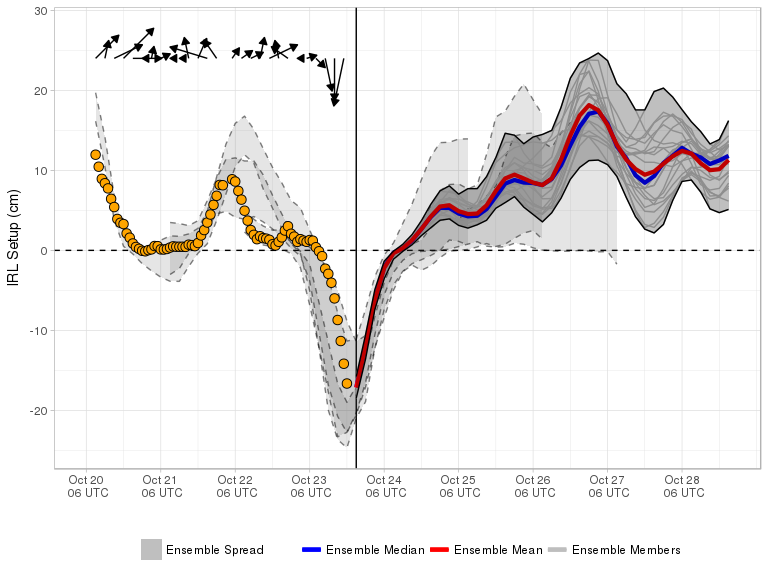 IRL Setup (cm)
30
20
10
0
-10
-20
Oct 20 Oct 21 Oct 22 Oct 23 Oct 24 Oct 25 Oct 26 Oct 27 Oct 28
06 UTC 06 UTC 06 UTC 06 UTC 06 UTC 06 UTC 06 UTC 06 UTC 06 UTC
Ensemble Spread Ensemble Median Ensemble Mean Ensemble Members